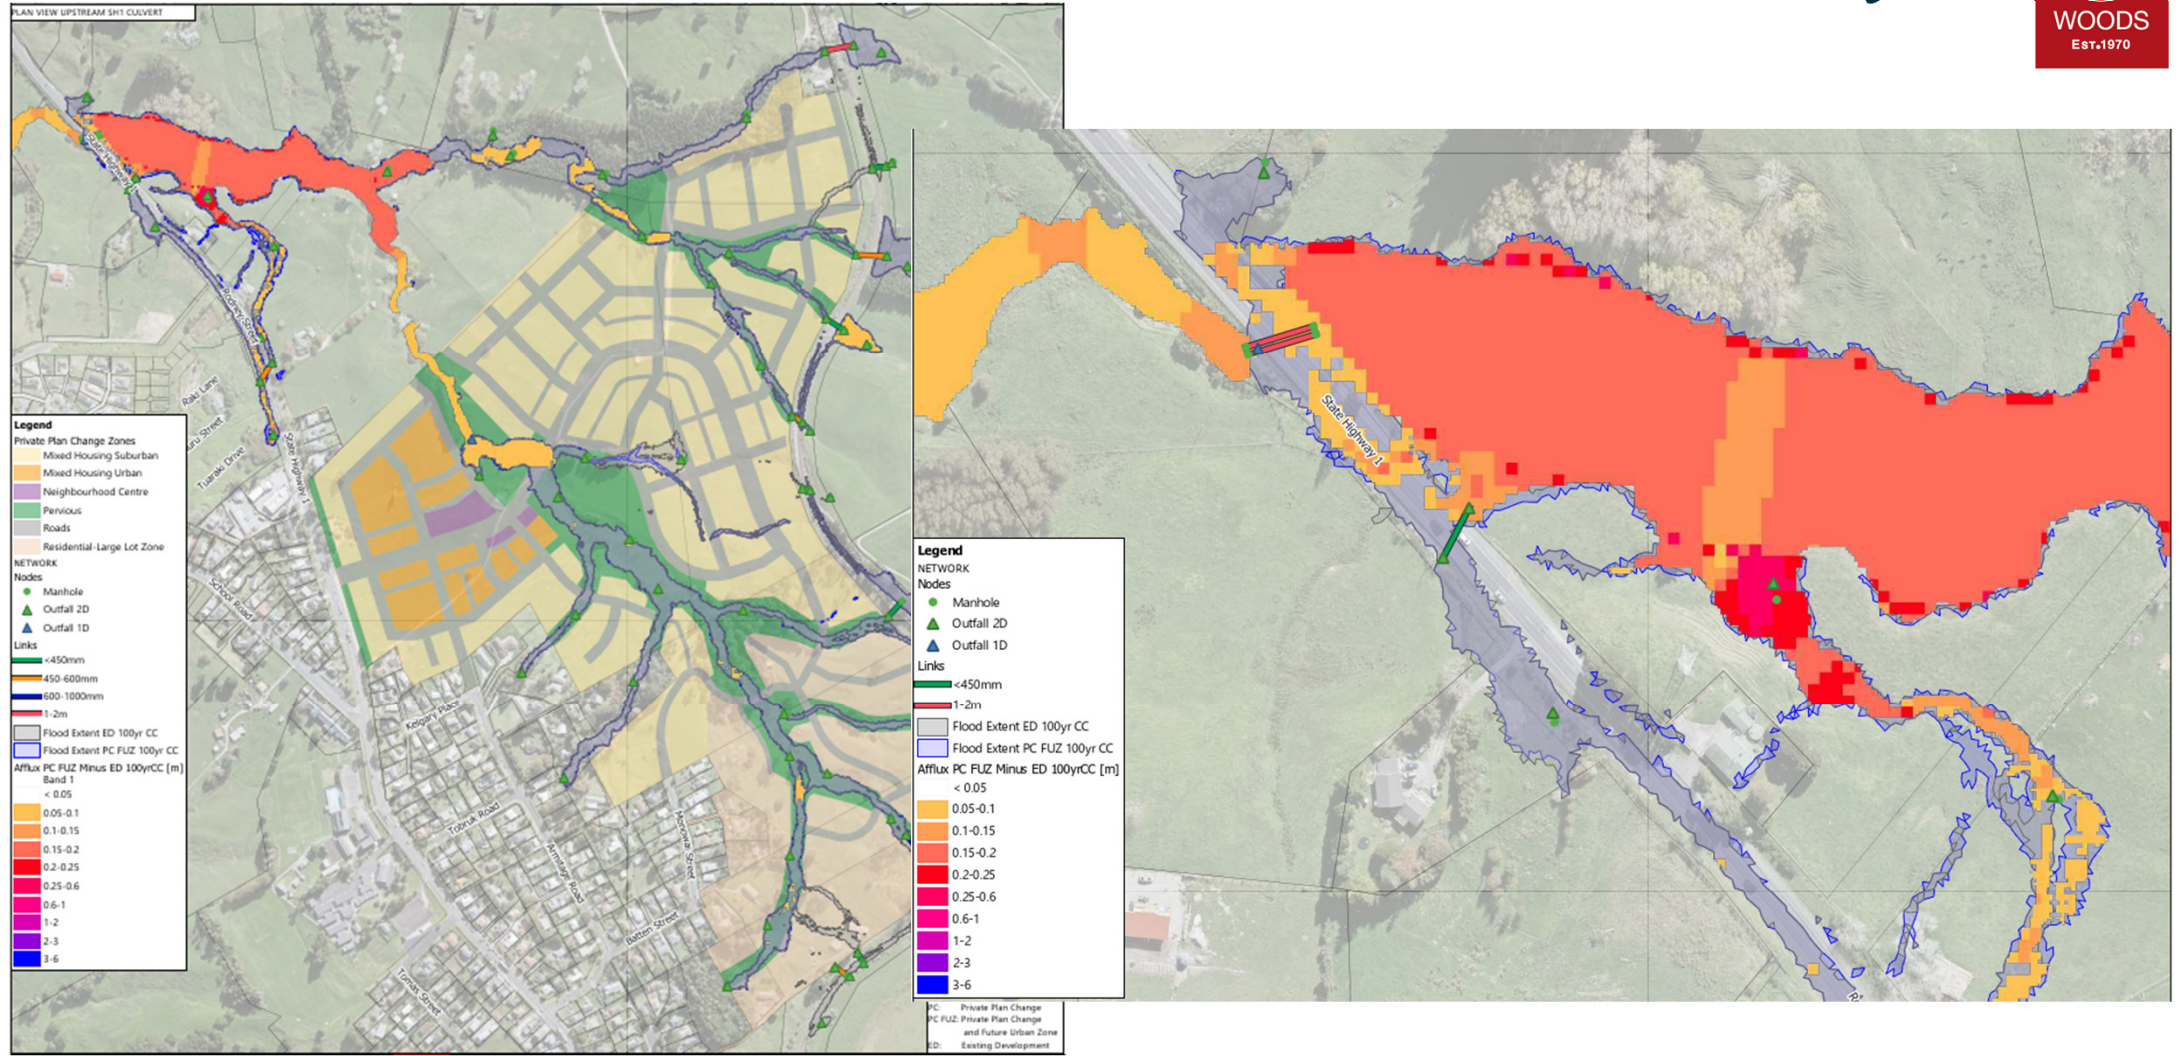 PLAN VIEW UPSTREAM SH1 CULVERT
WOODS
EST.1970
State Highway 1
Rodney Street
Raki Lane
Tuaraki Drive
State Highway 1
School Road
Kelgary Place
Tobruk Road
Armitage Road
Monowai Street
Batten Street
Tomas Street
Legend
Private Plan Change Zones
Mixed Housing Suburban
Mixed Housing Urban
Neighbourhood Centre
Pervious
Roads
Residential-Large Lot Zone
NETWORK
Nodes
Manhole
Outfall 2D
Outfall 1D
Links
<450mm
450-600mm
600-1000mm
1-2m
Flood Extent ED 100yr CC
Flood Extent PC FUZ 100yr CC
Afflux PC FUZ Minus ED 100yrCC [m]
Band 1
< 0.05
0.05-0.1
0.1-0.15
0.15-0.2
0.2-0.25
0.25-0.6
0.6-1
1-2
2-3
3-6
State Highway 1
Legend
NETWORK
Nodes
Manhole
Outfall 2D
Outfall 1D
Links
<450mm
1-2m
Flood Extent ED 100yr CC
Flood Extent PC FUZ 100yr CC
Afflux PC FUZ Minus ED 100yrCC [m]
< 0.05
0.05-0.1
0.1-0.15
0.15-0.2
0.2-0.25
0.25-0.6
0.6-1
1-2
2-3
3-6
PC: Private Plan Change
PC FUZ: Private Plan Change
and Future Urban Zone
ED: Existing Development